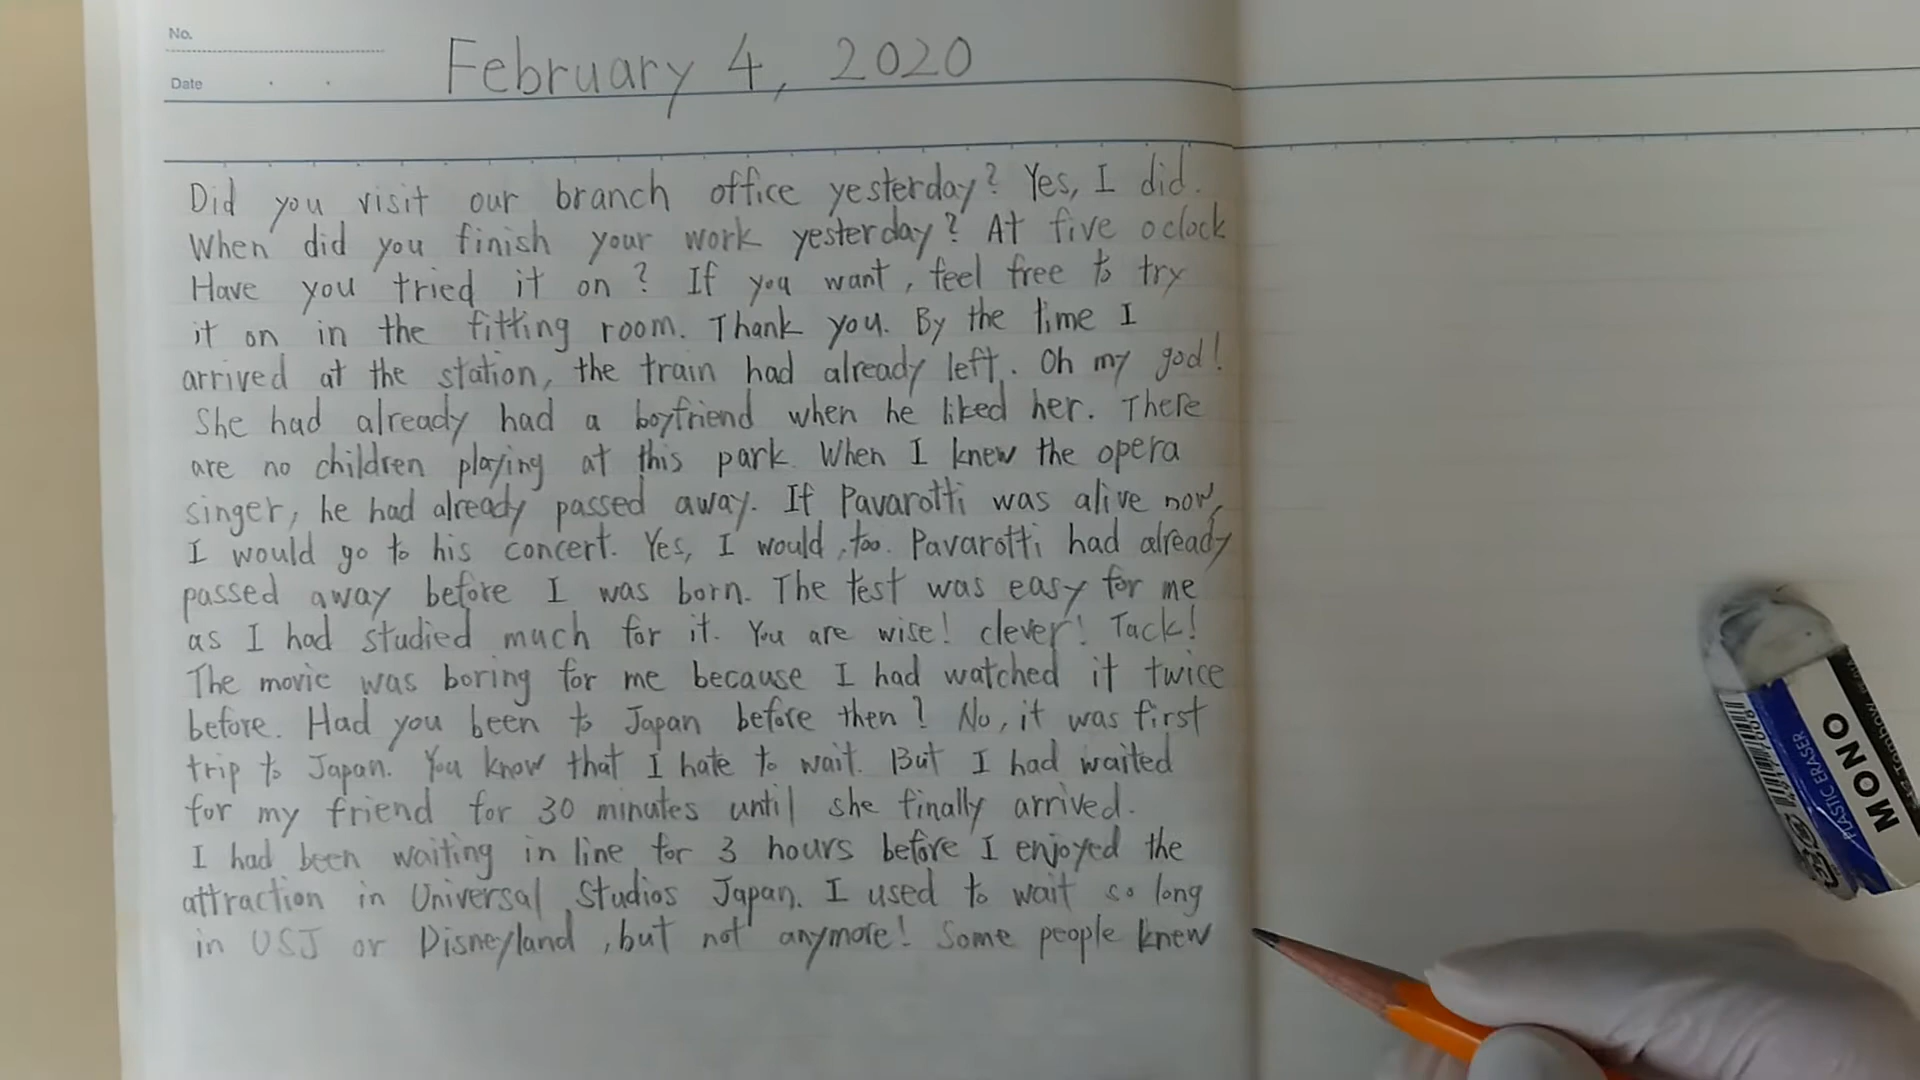 No.
Date
February 4, 2020
Did you visit our branch office yesterday? Yes, I did.
When did you finish your work yesterday? At five oclock
Have you tried it on? If you want, feel free to try
it on in the fitting room. Thank you. By the time I
arrived at the station, the train had already left. Oh my god!
She had already had a boyfriend when he liked her. There
are no children playing at this park. When I knew the opera
singer, he had already passed away. If Pavarotti was alive now,
I would go to his concert. Yes, I would, too. Pavarotti had already
passed away before I was born. The test was easy for me
as I had studied much for it. You are wise! clever! Tack!
The movie was boring for me because I had watched it twice
before. Had you been to Japan before then? No, it was first
trip to Japan. You know that I hate to wait. But I had waited
for my friend for 30 minutes until she finally arrived.
I had been waiting in line for 3 hours before I enjoyed the
attraction in Universal Studios Japan. I used to wait so long
in USJ or Disneyland, but not anymore! Some people knew
MONO
PLASTIC ERASER